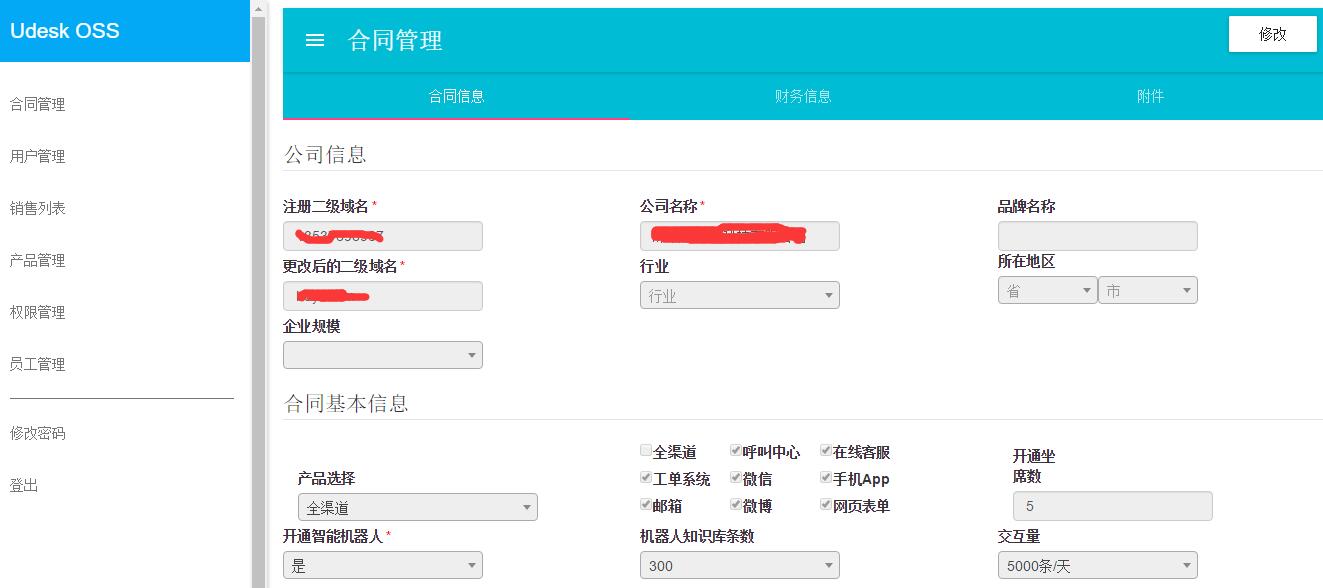 Udesk OSS
合同管理
用户管理
销售列表
产品管理
权限管理
员工管理
修改密码
登出
合同管理
修改
合同信息 财务信息 附件
公司信息
注册二级域名* 公司名称* 品牌名称
更改后的二级域名* 行业 所在地区
行业 省 市
企业规模
合同基本信息
全渠道 呼叫中心 在线客服
产品选择 工单系统 微信 手机App 开通坐席数
全渠道 邮箱 微博 网页表单 5
开通智能机器人* 机器人知识库条数 交互量
是 300 5000条/天